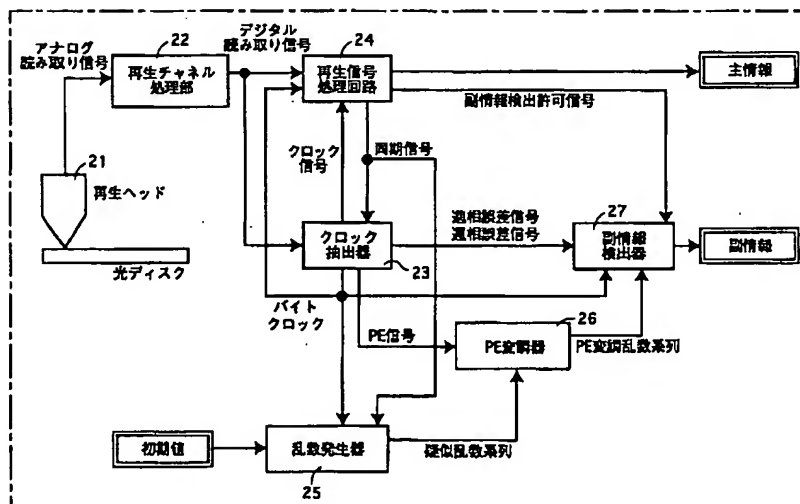 アナログ
読み取り信号
22
再生チャネル
処理部
デジタル
読み取り信号
24
再生信号
処理回路
主情報
副情報検出許可信号
クロック
信号
同期信号
21
再生ヘッド
光ディスク
クロック
抽出器
23
進相誤差信号
遅相誤差信号
27
副情報
検出器
副情報
バイト
クロック
PE信号
26
PE変調器
PE変調乱数系列
初期値
乱数発生器
25
疑似乱数系列